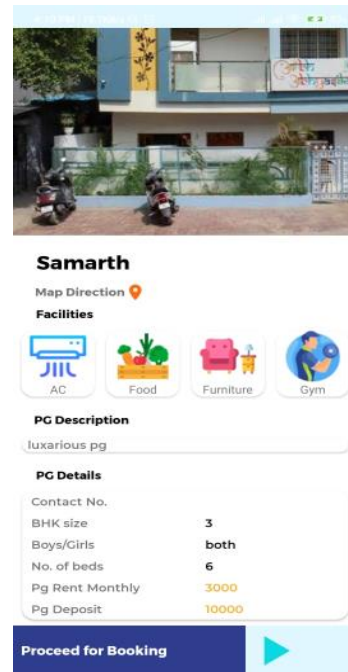 Samarth
Map Direction
Facilities
AC Food Furniture Gym
PG Description
luxarious pg
PG Details
Contact No.
BHK size 3
Boys/Girls both
No. of beds 6
Pg Rent Monthly 3000
Pg Deposit 10000
Proceed for Booking